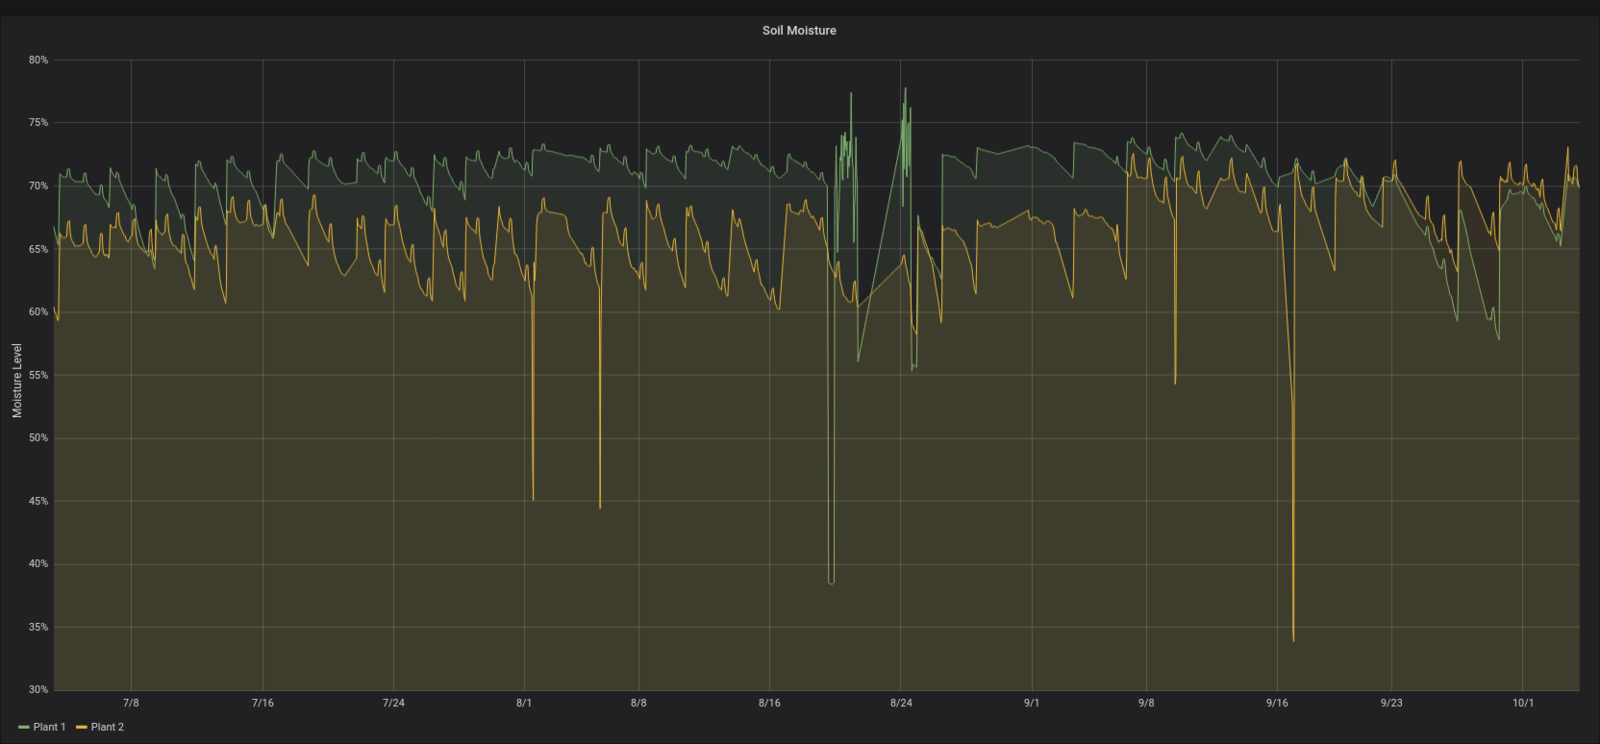 Soil Moisture
80%
75%
70%
65%
60%
55%
50%
45%
40%
35%
30%
Moisture Level
7/8 7/16 7/24 8/1 8/8 8/16 8/24 9/1 9/8 9/16 9/23 10/1
Plant 1 Plant 2